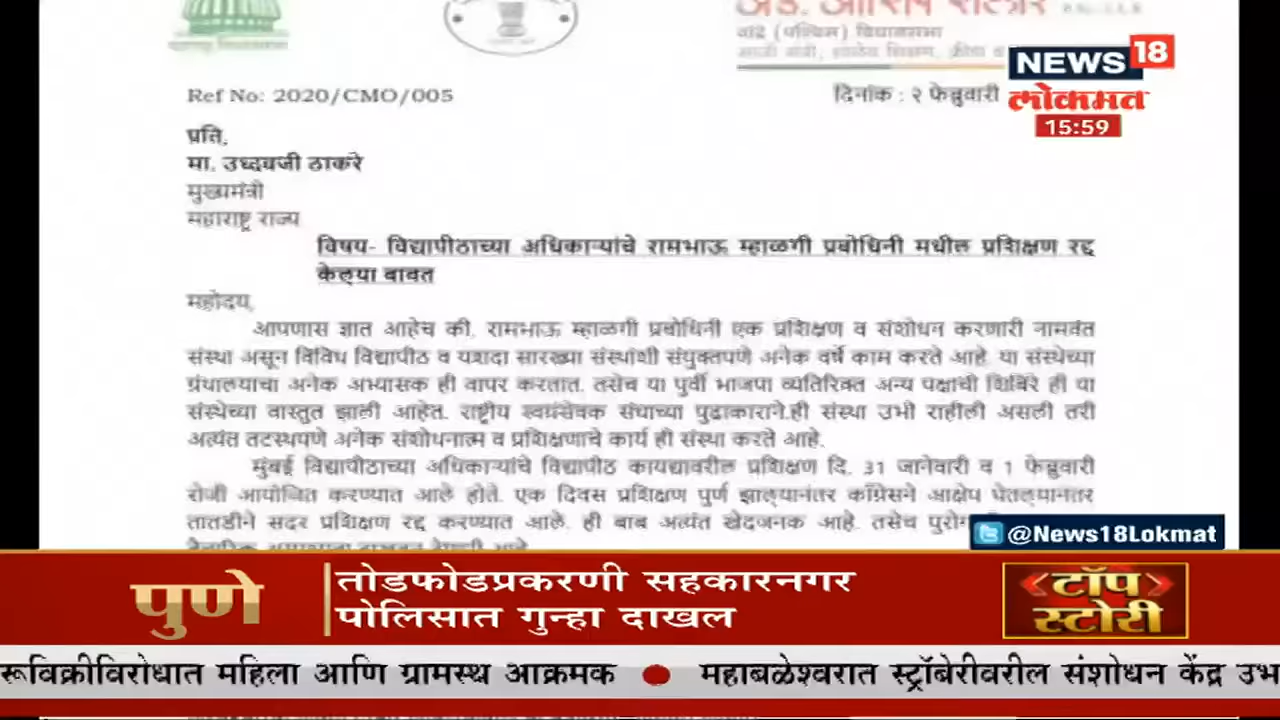 अॅड. आशिष शेलार
वांद्रे (पश्चिम) विधानसभा
माजी मंत्री, शालेय शिक्षण, क्रीडा व
NEWS 18
लोकमत
15:59
Ref No: 2020/CMO/005
दिनांक : २ फेब्रुवारी
प्रति,
मा. उध्दवजी ठाकरे
मुख्यमंत्री
महाराष्ट्र राज्य
विषय- विद्यापीठाच्या अधिकाऱ्यांचे रामभाऊ म्हाळगी प्रबोधिनी मधील प्रशिक्षण रद्द
केल्या बाबत
महोदय,
आपणास ज्ञात आहेच की, रामभाऊ म्हाळगी प्रबोधिनी एक प्रशिक्षण व संशोधन करणारी नामवंत
संस्था असून विविध विद्यापीठ व यशदा सारख्या संस्थांशी संयुक्तपणे अनेक वर्षे काम करते आहे. या संस्थेच्या
ग्रंथालयाचा अनेक अभ्यासक ही वापर करतात. तसेच या पुर्वी भाजपा व्यतिरिक्त अन्य पक्षाची शिबिरे ही या
संस्थेच्या वास्तुत झाली आहेत. राष्ट्रीय स्वयंसेवक संघाच्या पुढाकाराने.ही संस्था उभी राहीली असली तरी
अत्यंत तटस्थपणे अनेक संशोधनात्म व प्रशिक्षणाचे कार्य ही संस्था करते आहे.
मुंबई विद्यापीठाच्या अधिकाऱ्यांचे विद्यापीठ कायद्यावरील प्रशिक्षण दि. 31 जानेवारी व 1 फेब्रुवारी
रोजी आयोजित करण्यात आले होते. एक दिवस प्रशिक्षण पुर्ण झाल्यानंतर काँग्रेसने आक्षेप घेतल्यानंतर
तातडीने सदर प्रशिक्षण रद्द करण्यात आले. ही बाब अत्यंत खेदजनक आहे. तसेच
@News18Lokmat
पुणे
तोडफोडप्रकरणी सहकारनगर
पोलिसात गुन्हा दाखल
टॉप
स्टोरी
रूविक्रीविरोधात महिला आणि ग्रामस्थ आक्रमक ● महाबळेश्वरात स्ट्रॉबेरीवरील संशोधन केंद्र उभ